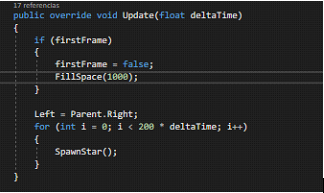 17 referencias
public override void Update(float deltaTime)
{
if (firstFrame)
{
firstFrame = false;
FillSpace(1000);
}
Left = Parent.Right;
for (int i = 0; i < 200 * deltaTime; i++)
{
SpawnStar();
}
}